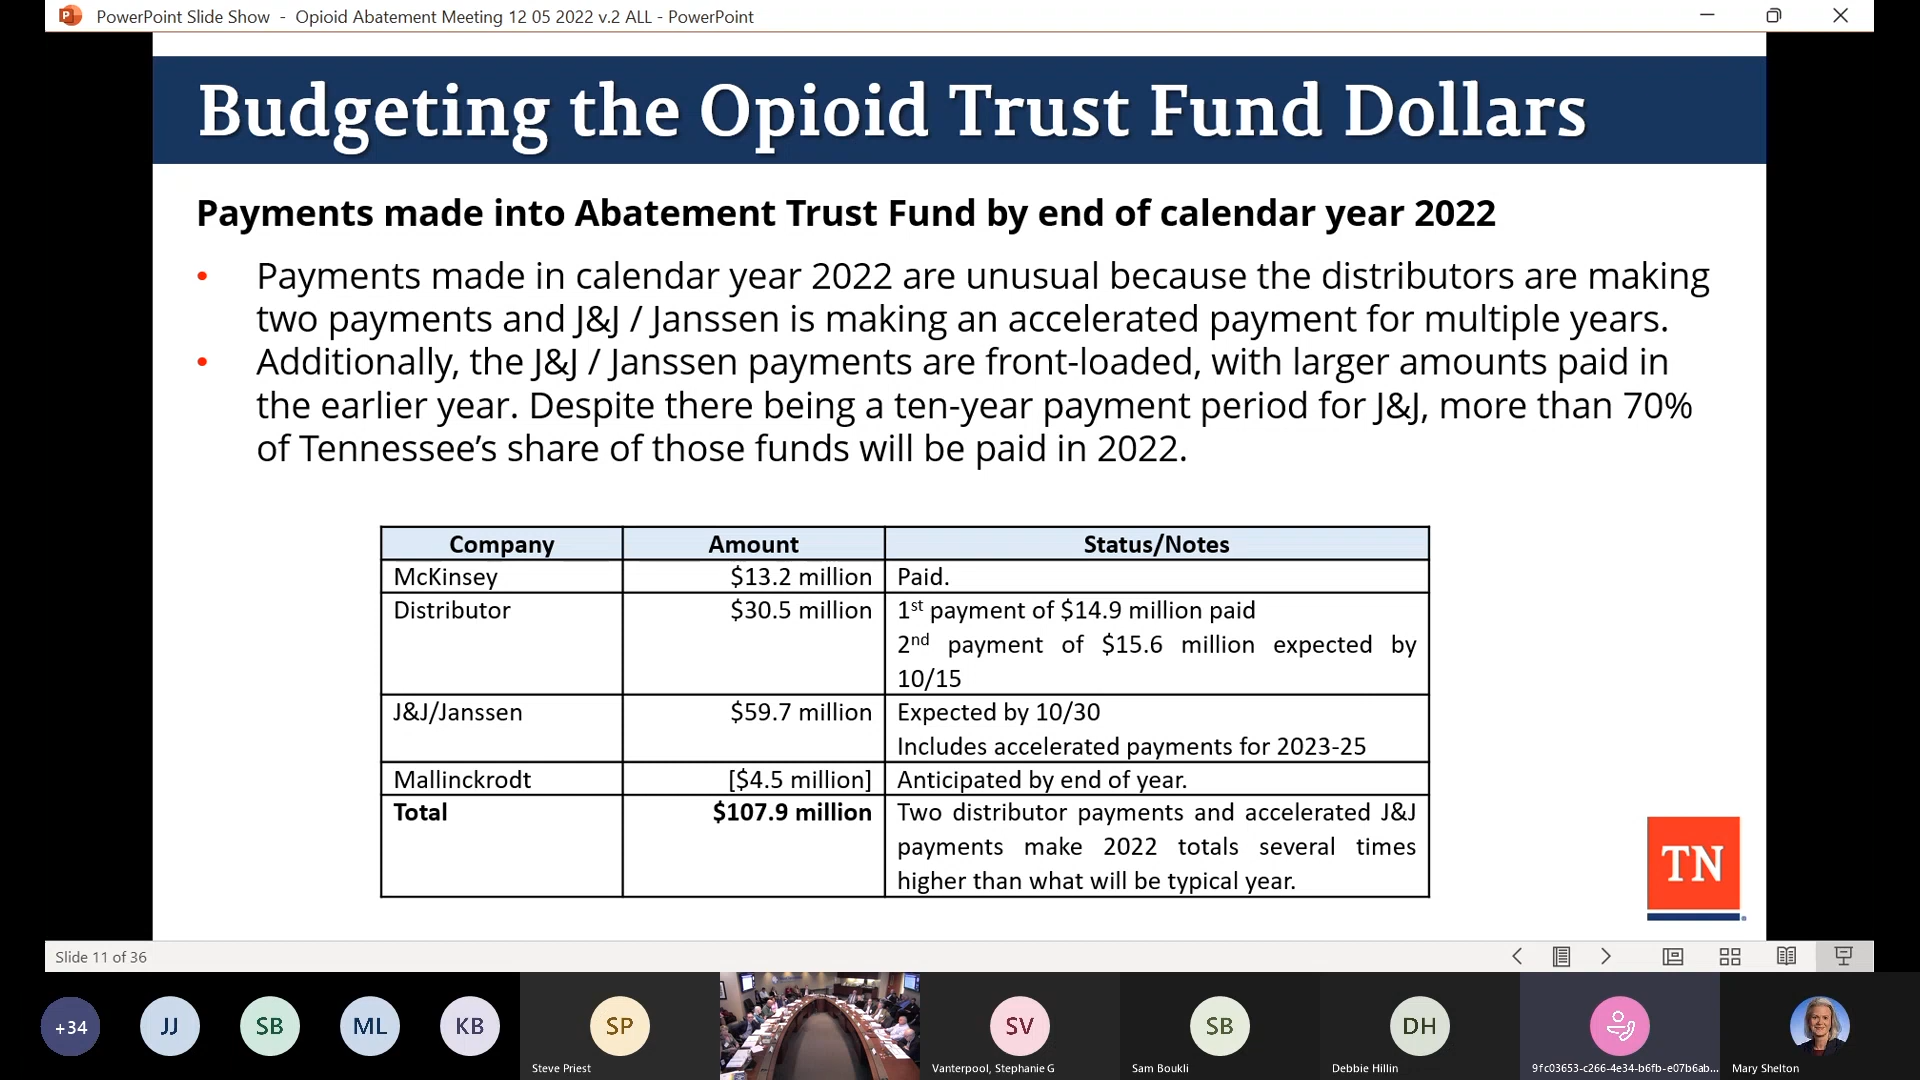 PowerPoint Slide Show - Opioid Abatement Meeting 12 05 2022 v.2 ALL - PowerPoint
Budgeting the Opioid Trust Fund Dollars
Payments made into Abatement Trust Fund by end of calendar year 2022
• Payments made in calendar year 2022 are unusual because the distributors are making
two payments and J&J / Janssen is making an accelerated payment for multiple years.
• Additionally, the J&J / Janssen payments are front-loaded, with larger amounts paid in
the earlier year. Despite there being a ten-year payment period for J&J, more than 70%
of Tennessee’s share of those funds will be paid in 2022.
Company Amount Status/Notes
McKinsey $13.2 million Paid.
Distributor $30.5 million 1st payment of $14.9 million paid
2nd payment of $15.6 million expected by
10/15
J&J/Janssen $59.7 million Expected by 10/30
Includes accelerated payments for 2023-25
Mallinckrodt [$4.5 million] Anticipated by end of year.
Total $107.9 million Two distributor payments and accelerated J&J
payments make 2022 totals several times
higher than what will be typical year.
TN
Slide 11 of 36
+34 JJ SB ML KB SP SV SB DH
Steve Priest Vanterpool, Stephanie G Sam Boukli Debbie Hillin 9fc03653-c266-4e34-b6fb-e07b6ab... Mary Shelton